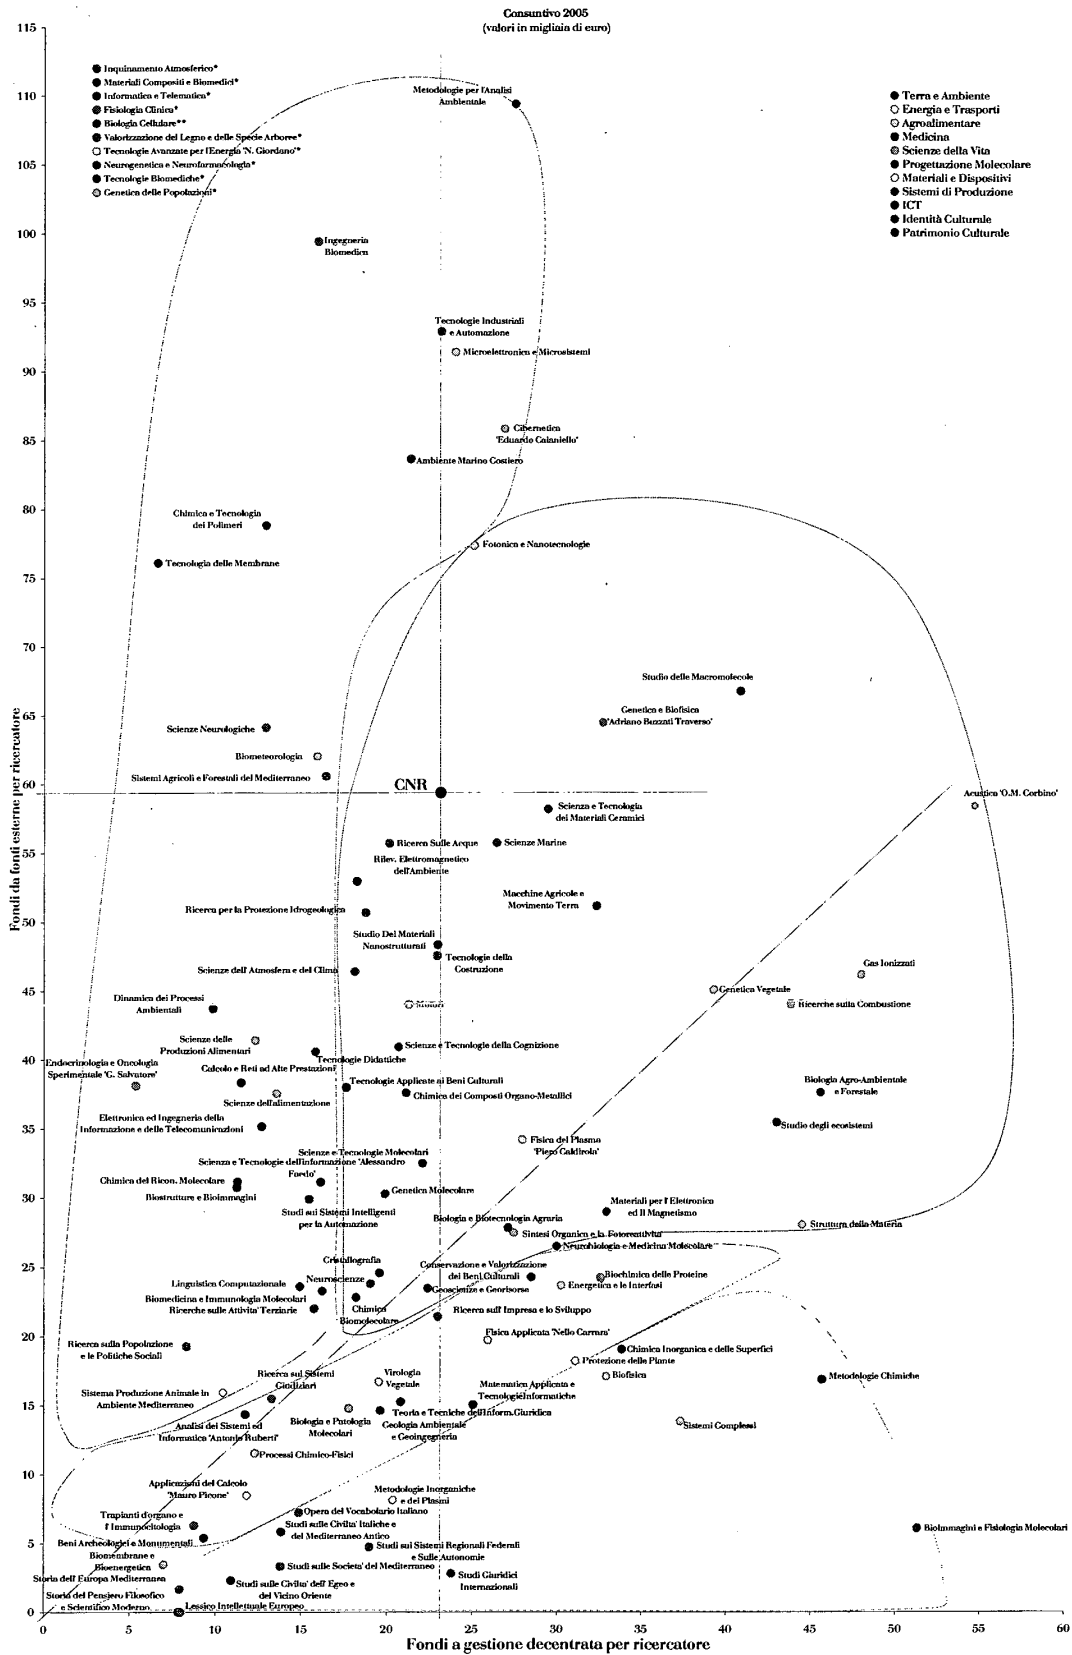 Consuntivo 2005
(valori in migliaia di euro)
115
110
105
100
95
90
85
80
75
70
65
60
55
50
45
40
35
30
25
20
15
10
5
0
Fondi da fonti esterne per ricercatore
Inquinamento Atmosferico*
Materiali Compositi e Biomedici*
Informatica e Telematica*
Fisiologia Clinica*
Biologia Cellulare**
Valorizzazione del Legno e delle Specie Arboree*
Tecnologie Avanzate per l'Energia 'N. Giordano'*
Neurogenetica e Neurofarmacologia*
Tecnologie Biomediche*
Genetica delle Popolazioni*
Terra e Ambiente
Energia e Trasporti
Agroalimentare
Medicina
Scienze della Vita
Progettazione Molecolare
Materiali e Dispositivi
Sistemi di Produzione
ICT
Identità Culturale
Patrimonio Culturale
Metodologie per l'Analisi
Ambientale
Ingegneria
Biomedica
Tecnologie Industriali
e Automazione
Microelettronica e Microsistemi
Cibernetica
'Eduardo Caianiello'
Ambiente Marino Costiero
Chimica e Tecnologia
dei Polimeri
Fotonica e Nanotecnologie
Tecnologia delle Membrane
Studio delle Macromolecole
Genetica e Biofisica
'Adriano Buzzati Traverso'
Scienze Neurologiche
Biometeorologia
Sistemi Agricoli e Forestali del Mediterraneo
CNR
Acustica 'O.M. Corbino'
Scienza e Tecnologia
dei Materiali Ceramici
Ricerca Sulle Acque
Scienze Marine
Rilev. Elettromagnetico
dell'Ambiente
Macchine Agricole e
Movimento Terra
Ricerca per la Protezione Idrogeologica
Studio Dei Materiali
Nanostrutturati
Tecnologie della
Costruzione
Scienze dell'Atmosfera e del Clima
Gas Ionizzati
Genetica Vegetale
Ricerche sulla Combustione
Dinamica dei Processi
Ambientali
Scienze delle
Produzioni Alimentari
Scienze e Tecnologie della Cognizione
Tecnologie Didattiche
Endocrinologia e Oncologia
Sperimentale 'G. Salvatore'
Calcolo e Reti ad Alte Prestazioni
Tecnologie Applicate ai Beni Culturali
Scienze dell'alimentazione
Chimica dei Composti Organo-Metallici
Biologia Agro-Ambientale
e Forestale
Studio degli ecosistemi
Elettronica ed Ingegneria della
Informazione e delle Telecomunicazioni
Fisica del Plasma
'Piero Caldirola'
Scienze e Tecnologie Molecolari
Scienza e Tecnologie dell'informazione 'Alessandro
Faedo'
Chimica del Ricon. Molecolare
Biostrutture e Bioimmagini
Genetica Molecolare
Studi sui Sistemi Intelligenti
per la Automazione
Materiali per l'Elettronica
ed Il Magnetismo
Biologia e Biotecnologia Agraria
Struttura della Materia
Sintesi Organica e la Fotoreattività
Neurobiologia e Medicina Molecolare
Cristallografia
Conservazione e Valorizzazione
dei Beni Culturali
Biochimica delle Proteine
Energetica e le Interfasi
Neuroscienze
Linguistica Computazionale
Geoscienze e Georisorse
Biomedicina e Immunologia Molecolari
Ricerche sulle Attivita' Terziarie
Chimica
Biomolecolare
Ricerca sull'Impresa e lo Sviluppo
Fisica Applicata 'Nello Carrara'
Ricerca sulla Popolazione
e le Politiche Sociali
Chimica Inorganica e delle Superfici
Protezione delle Piante
Biofisica
Metodologie Chimiche
Ricerca sui Sistemi
Giudiziari
Virologia
Vegetale
Matematica Applicata e
Tecnologie Informatiche
Sistema Produzione Animale in
Ambiente Mediterraneo
Teoria e Tecniche dell'Inform.Giuridica
Biologia e Patologia
Molecolari
Geologia Ambientale
e Geoingegneria
Analisi dei Sistemi ed
Informatica 'Antonio Ruberti'
Sistemi Complessi
Processi Chimico-Fisici
Applicazioni del Calcolo
'Mauro Picone'
Metodologie Inorganiche
e dei Plasmi
Opera del Vocabolario Italiano
Trapianti d'organo e
l'Immunocitologia
Studi sulle Civilta' Italiche e
del Mediterraneo Antico
Bioimmagini e Fisiologia Molecolari
Beni Archeologici e Monumentali
Studi sui Sistemi Regionali Federali
e Sulle Autonomie
Biomembrane e
Bioenergetica
Studi sulle Societa' del Mediterraneo
Studi Giuridici
Internazionali
Storia dell'Europa Mediterranea
Studi sulle Civilta' dell'Egeo e
del Vicino Oriente
Storia del Pensiero Filosofico
e Scientifico Moderno
Lessico Intellettuale Europeo
0 5 10 15 20 25 30 35 40 45 50 55 60
Fondi a gestione decentrata per ricercatore